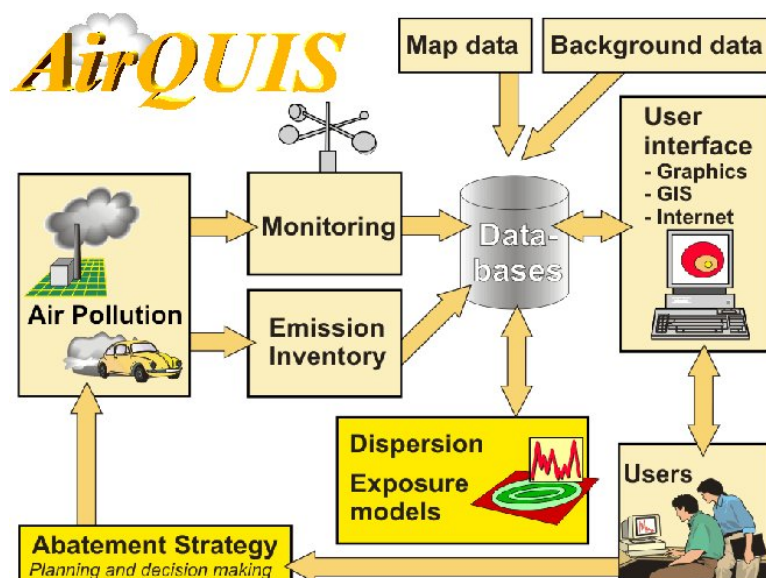 AirQUIS
Map data
Background data
User
interface
- Graphics
- GIS
- Internet
Monitoring
Data-
bases
Air Pollution
Emission
Inventory
Dispersion
Exposure
models
Users
Abatement Strategy
Planning and decision making